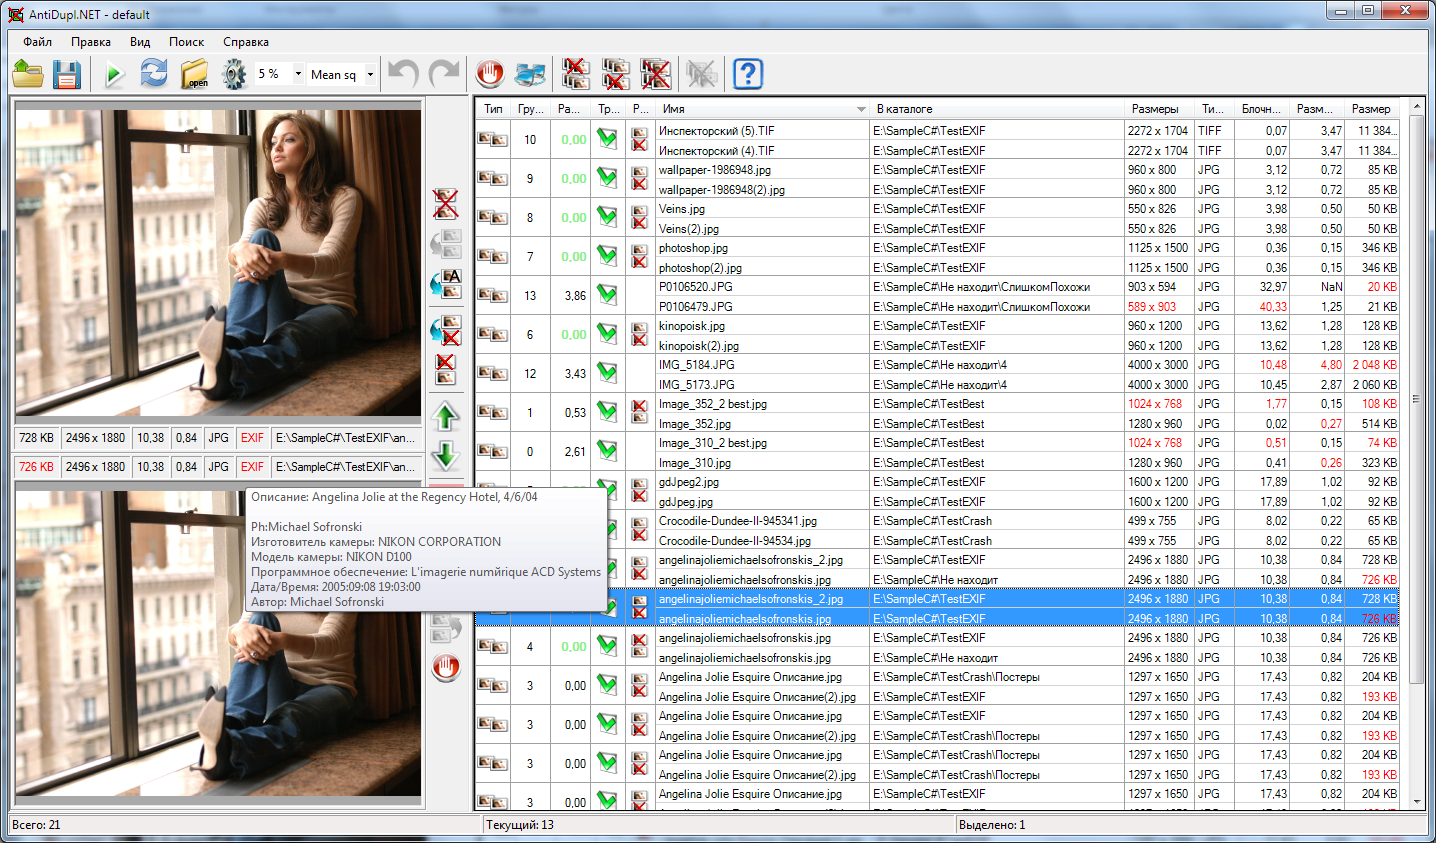 AntiDupl.NET - default
Файл Правка Вид Поиск Справка
open 5 % Mean sq ?
Тип Гру... Ра... Тр... Р... Имя В каталоге Размеры Ти... Блочн... Разм... Размер
10 0,00 Инспекторский (5).TIF E:\SampleC#\TestEXIF 2272 x 1704 TIFF 0,07 3,47 11 384...
Инспекторский (4).TIF E:\SampleC#\TestEXIF 2272 x 1704 TIFF 0,07 3,47 11 384...
9 0,00 wallpaper-1986948.jpg E:\SampleC#\TestEXIF 960 x 800 JPG 3,12 0,72 85 KB
wallpaper-1986948(2).jpg E:\SampleC#\TestEXIF 960 x 800 JPG 3,12 0,72 85 KB
8 0,00 Veins.jpg E:\SampleC#\TestEXIF 550 x 826 JPG 3,98 0,50 50 KB
Veins(2).jpg E:\SampleC#\TestEXIF 550 x 826 JPG 3,98 0,50 50 KB
7 0,00 photoshop.jpg E:\SampleC#\TestEXIF 1125 x 1500 JPG 0,36 0,15 346 KB
photoshop(2).jpg E:\SampleC#\TestEXIF 1125 x 1500 JPG 0,36 0,15 346 KB
13 3,86 P0106520.JPG E:\SampleC#\Не находит\СлишкомПохожи 903 x 594 JPG 32,97 NaN 20 KB
P0106479.JPG E:\SampleC#\Не находит\СлишкомПохожи 589 x 903 JPG 40,33 1,25 21 KB
6 0,00 kinopoisk.jpg E:\SampleC#\TestEXIF 960 x 1200 JPG 13,62 1,28 128 KB
kinopoisk(2).jpg E:\SampleC#\TestEXIF 960 x 1200 JPG 13,62 1,28 128 KB
12 3,43 IMG_5184.JPG E:\SampleC#\Не находит\4 4000 x 3000 JPG 10,48 4,80 2 048 KB
IMG_5173.JPG E:\SampleC#\Не находит\4 4000 x 3000 JPG 10,45 2,87 2 060 KB
1 0,53 Image_352_2 best.jpg E:\SampleC#\TestBest 1024 x 768 JPG 1,77 0,15 108 KB
Image_352.jpg E:\SampleC#\TestBest 1280 x 960 JPG 0,02 0,27 514 KB
0 2,61 Image_310_2 best.jpg E:\SampleC#\TestBest 1024 x 768 JPG 0,51 0,15 74 KB
Image_310.jpg E:\SampleC#\TestBest 1280 x 960 JPG 0,41 0,26 323 KB
gdJpeg2.jpg E:\SampleC#\TestEXIF 1600 x 1200 JPG 17,89 1,02 92 KB
gdJpeg.jpg E:\SampleC#\TestEXIF 1600 x 1200 JPG 17,89 1,02 92 KB
Crocodile-Dundee-II-945341.jpg E:\SampleC#\TestCrash 499 x 755 JPG 8,02 0,22 65 KB
Crocodile-Dundee-II-94534.jpg E:\SampleC#\TestCrash 499 x 755 JPG 8,02 0,22 65 KB
angelinajoliemichaelsofronskis_2.jpg E:\SampleC#\TestEXIF 2496 x 1880 JPG 10,38 0,84 728 KB
angelinajoliemichaelsofronskis.jpg E:\SampleC#\Не находит 2496 x 1880 JPG 10,38 0,84 726 KB
angelinajoliemichaelsofronskis_2.jpg E:\SampleC#\TestEXIF 2496 x 1880 JPG 10,38 0,84 728 KB
angelinajoliemichaelsofronskis.jpg E:\SampleC#\TestEXIF 2496 x 1880 JPG 10,38 0,84 726 KB
4 0,00 angelinajoliemichaelsofronskis.jpg E:\SampleC#\TestEXIF 2496 x 1880 JPG 10,38 0,84 726 KB
angelinajoliemichaelsofronskis.jpg E:\SampleC#\Не находит 2496 x 1880 JPG 10,38 0,84 726 KB
3 0,00 Angelina Jolie Esquire Описание.jpg E:\SampleC#\TestCrash\Постеры 1297 x 1650 JPG 17,43 0,82 204 KB
Angelina Jolie Esquire Описание(2).jpg E:\SampleC#\TestEXIF 1297 x 1650 JPG 17,43 0,82 193 KB
3 0,00 Angelina Jolie Esquire Описание.jpg E:\SampleC#\TestEXIF 1297 x 1650 JPG 17,43 0,82 204 KB
Angelina Jolie Esquire Описание(2).jpg E:\SampleC#\TestCrash\Постеры 1297 x 1650 JPG 17,43 0,82 193 KB
3 0,00 Angelina Jolie Esquire Описание.jpg E:\SampleC#\TestCrash\Постеры 1297 x 1650 JPG 17,43 0,82 204 KB
Angelina Jolie Esquire Описание(2).jpg E:\SampleC#\TestCrash\Постеры 1297 x 1650 JPG 17,43 0,82 193 KB
3 0,00 Angelina Jolie Esquire Описание.jpg E:\SampleC#\TestEXIF 1297 x 1650 JPG 17,43 0,82 204 KB
728 KB 2496 x 1880 10,38 0,84 JPG EXIF E:\SampleC#\TestEXIF\an...
726 KB 2496 x 1880 10,38 0,84 JPG EXIF E:\SampleC#\TestEXIF\an...
A
Описание: Angelina Jolie at the Regency Hotel, 4/6/04
Ph:Michael Sofronski
Изготовитель камеры: NIKON CORPORATION
Модель камеры: NIKON D100
Программное обеспечение: L'imagerie numйrique ACD Systems
Дата/Время: 2005:09:08 19:03:00
Автор: Michael Sofronski
Всего: 21 Текущий: 13 Выделено: 1